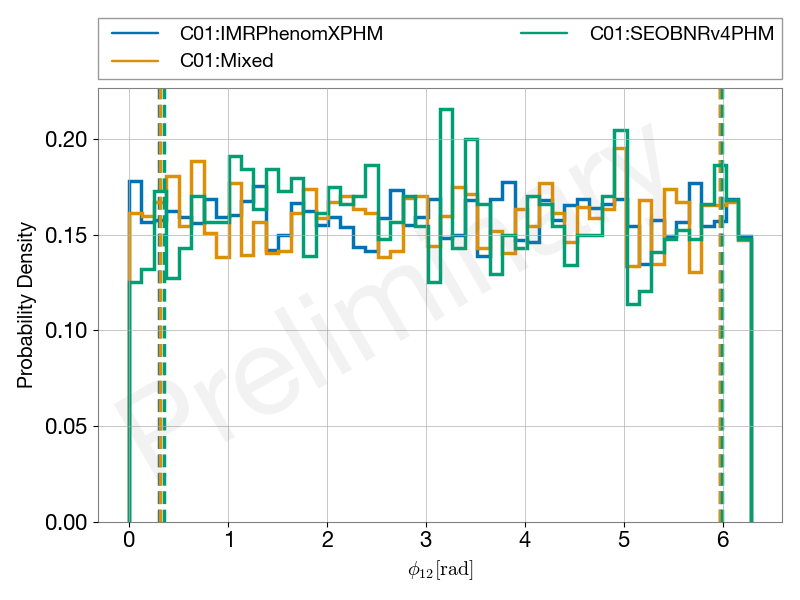 C01:IMRPhenomXPHM
C01:Mixed
C01:SEOBNRv4PHM
Probability Density
0.20
0.15
0.10
0.05
0.00
Preliminary
0 1 2 3 4 5 6
ϕ₁₂[rad]